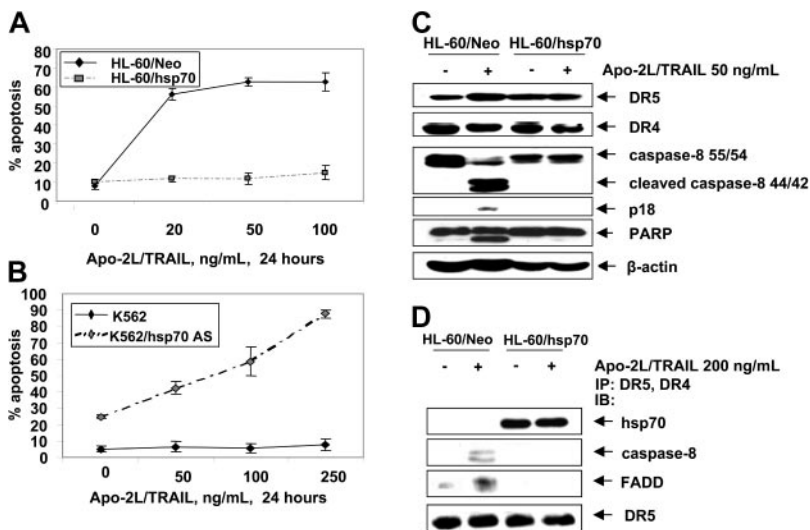 A
80
70
60
50
40
30
20
10
0
% apoptosis
HL-60/Neo
HL-60/hsp70
0 20 50 100
Apo-2L/TRAIL, ng/mL, 24 hours
B
100
90
80
70
60
50
40
30
20
10
0
% apoptosis
K562
K562/hsp70 AS
0 50 100 250
Apo-2L/TRAIL, ng/mL, 24 hours
C
HL-60/Neo HL-60/hsp70
- + - + Apo-2L/TRAIL 50 ng/mL
DR5
DR4
caspase-8 55/54
cleaved caspase-8 44/42
p18
PARP
β-actin
D
HL-60/Neo HL-60/hsp70
- + - + Apo-2L/TRAIL 200 ng/mL
IP: DR5, DR4
IB:
hsp70
caspase-8
FADD
DR5